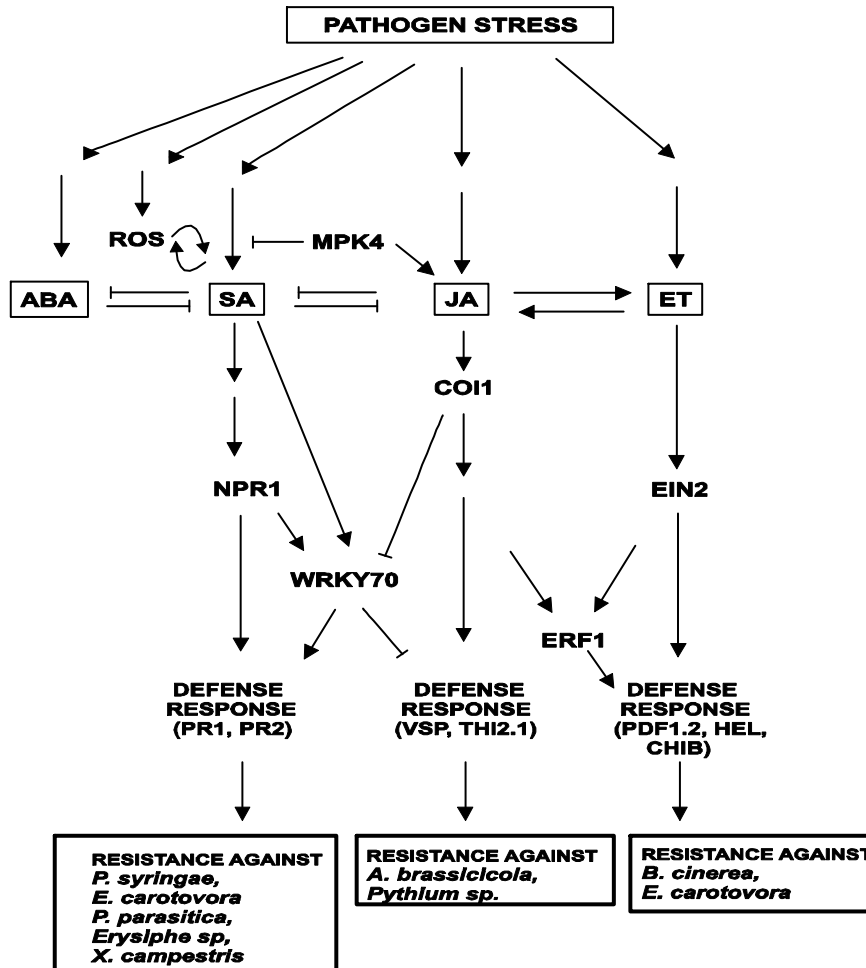 PATHOGEN STRESS
ROS
MPK4
ABA
SA
JA
ET
COI1
NPR1
EIN2
WRKY70
ERF1
DEFENSE
RESPONSE
(PR1, PR2)
DEFENSE
RESPONSE
(VSP, THI2.1)
DEFENSE
RESPONSE
(PDF1.2, HEL,
CHIB)
RESISTANCE AGAINST
P. syringae,
E. carotovora
P. parasitica,
Erysiphe sp,
X. campestris
RESISTANCE AGAINST
A. brassicicola,
Pythium sp.
RESISTANCE AGAINST
B. cinerea,
E. carotovora